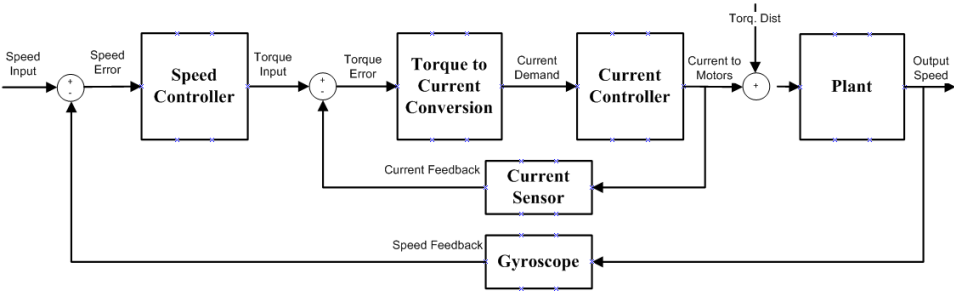 Torq. Dist
Speed
Input
+
-
Speed
Error
Speed
Controller
Torque
Input
+
-
Torque
Error
Torque to
Current
Conversion
Current
Demand
Current
Controller
Current to
Motors
+
Plant
Output
Speed
Current Feedback
Current
Sensor
Speed Feedback
Gyroscope